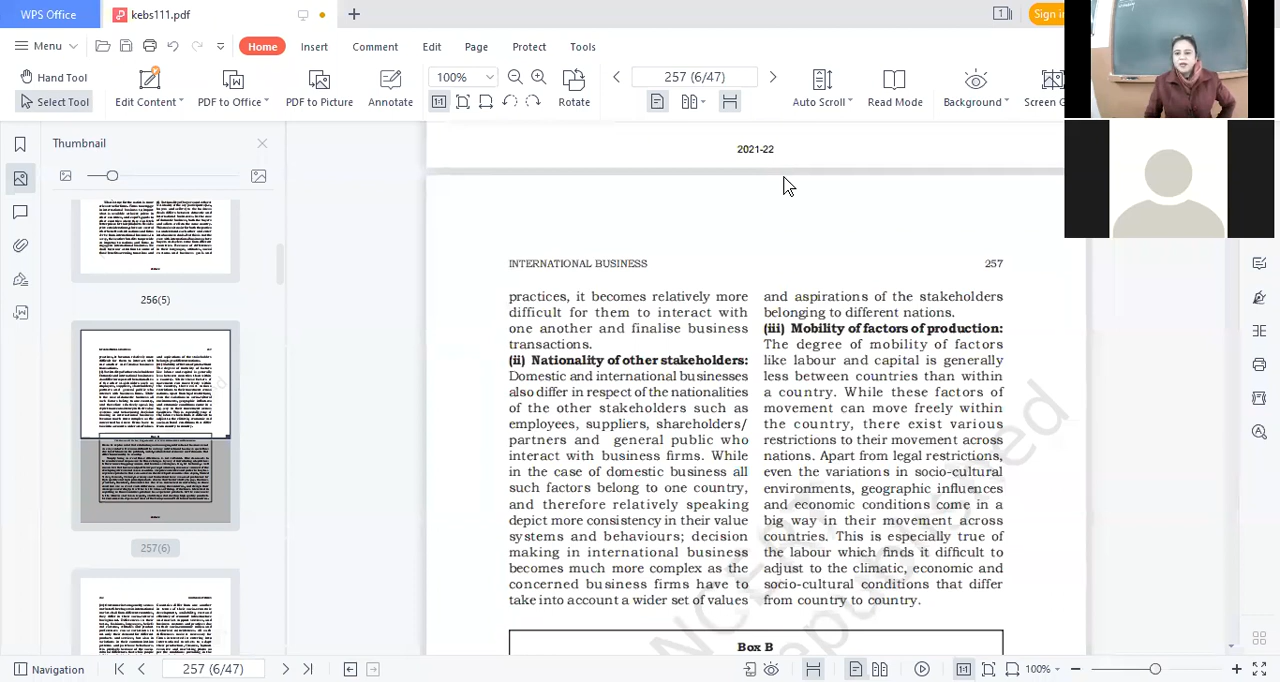 WPS Office
kebs111.pdf
1
Sign in
Menu
Home
Insert
Comment
Edit
Page
Protect
Tools
Hand Tool
Select Tool
Edit Content
PDF to Office
PDF to Picture
Annotate
100%
Rotate
257 (6/47)
Auto Scroll
Read Mode
Background
Screen G
Thumbnail
256(5)
257(6)
2021-22
INTERNATIONAL BUSINESS 257
practices, it becomes relatively more
difficult for them to interact with
one another and finalise business
transactions.
(ii) Nationality of other stakeholders:
Domestic and international businesses
also differ in respect of the nationalities
of the other stakeholders such as
employees, suppliers, shareholders/
partners and general public who
interact with business firms. While
in the case of domestic business all
such factors belong to one country,
and therefore relatively speaking
depict more consistency in their value
systems and behaviours; decision
making in international business
becomes much more complex as the
concerned business firms have to
take into account a wider set of values
and aspirations of the stakeholders
belonging to different nations.
(iii) Mobility of factors of production:
The degree of mobility of factors
like labour and capital is generally
less between countries than within
a country. While these factors of
movement can move freely within
the country, there exist various
restrictions to their movement across
nations. Apart from legal restrictions,
even the variations in socio-cultural
environments, geographic influences
and economic conditions come in a
big way in their movement across
countries. This is especially true of
the labour which finds it difficult to
adjust to the climatic, economic and
socio-cultural conditions that differ
from country to country.
Box B
Navigation
257 (6/47)
100%